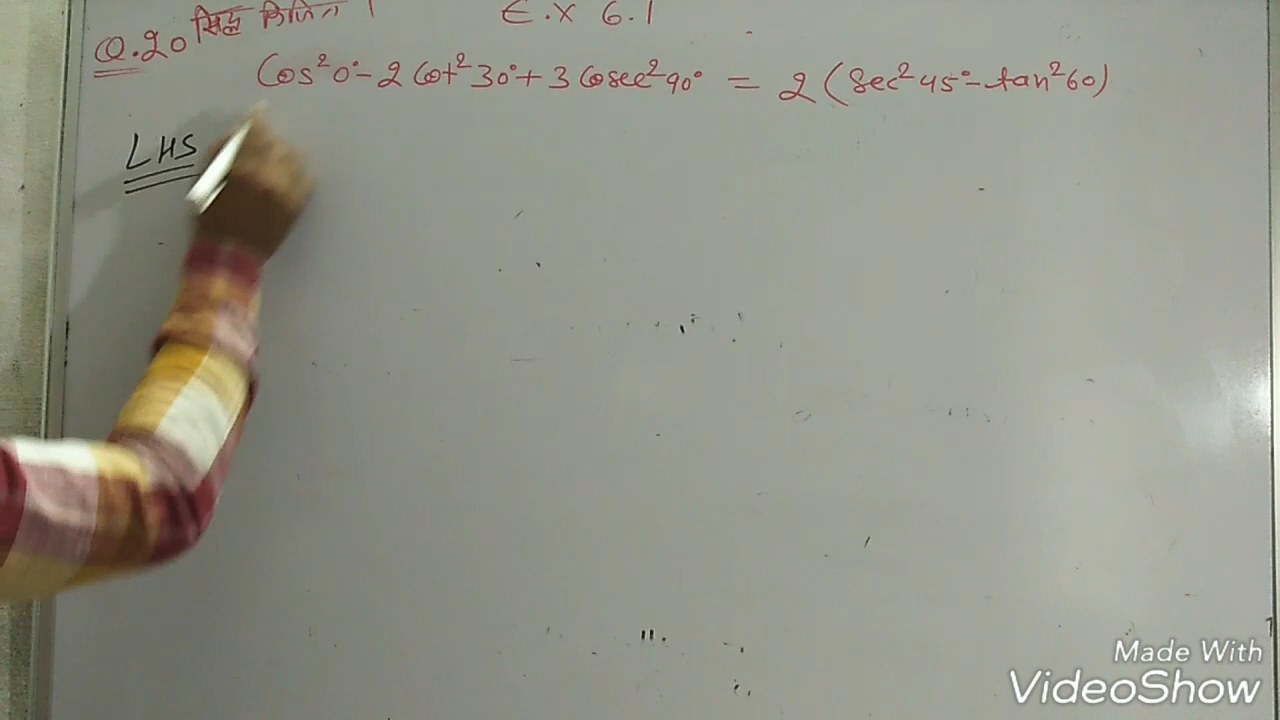 E.x 6.1
Q.20 सिद्ध कीजिए ।
Cos²0° - 2 Cot²30° + 3 Cosec²90° = 2 (Sec²45° - tan²60)
LHS
Made With
VideoShow